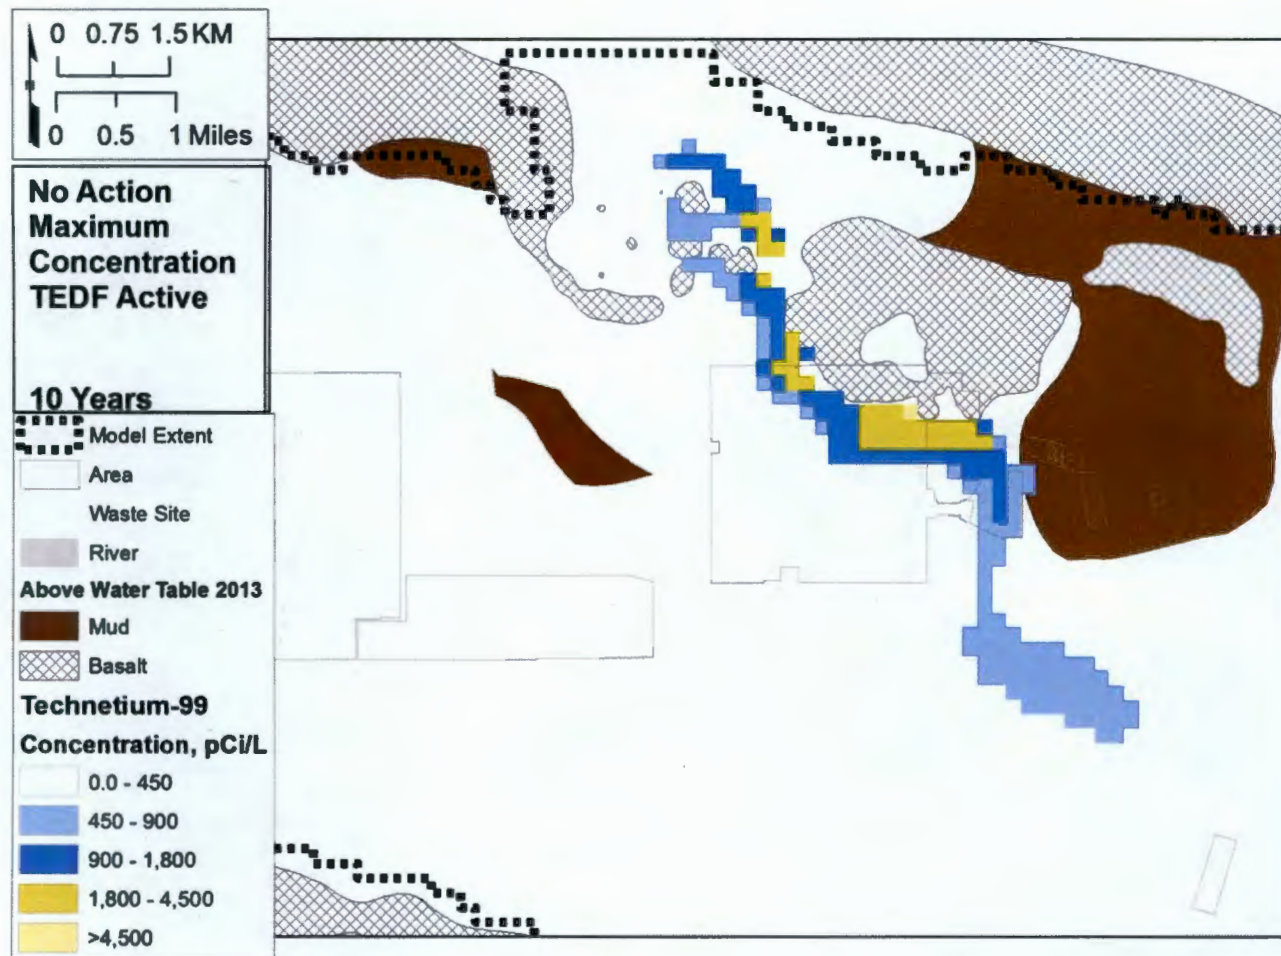 0 0.75 1.5 KM
0 0.5 1 Miles
No Action
Maximum
Concentration
TEDF Active
10 Years
Model Extent
Area
Waste Site
River
Above Water Table 2013
Mud
Basalt
Technetium-99
Concentration, pCi/L
0.0 - 450
450 - 900
900 - 1,800
1,800 - 4,500
>4,500